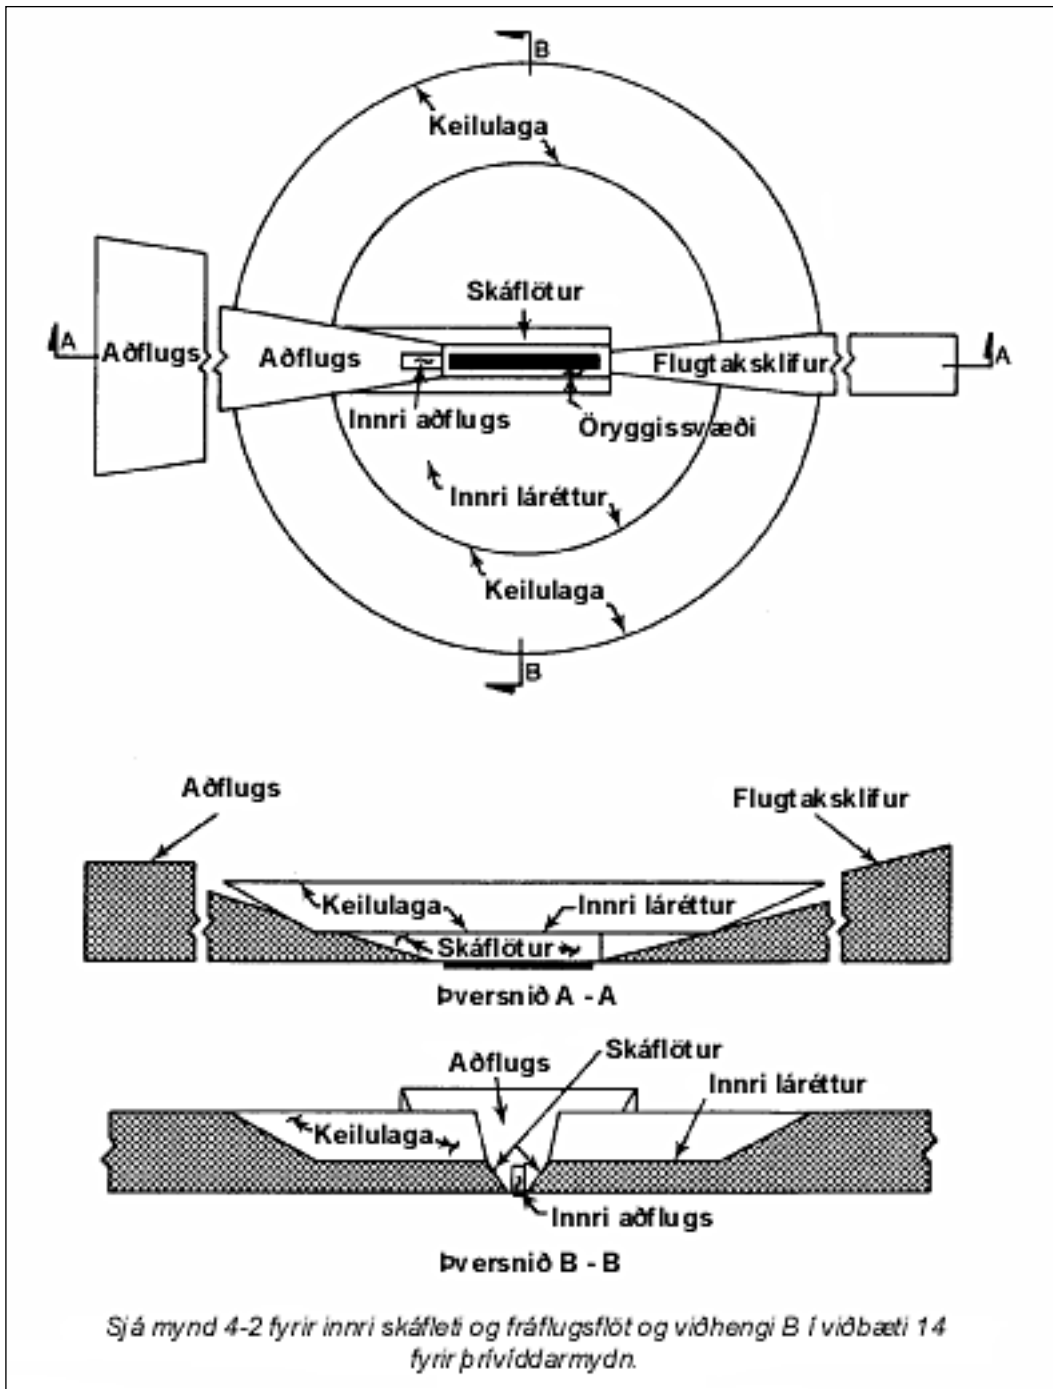 B
Keilulaga
Skáflötur
A
Aðflugs
Aðflugs
Flugtaksklifur
A
Innri aðflugs
Öryggissvæði
Innri láréttur
Keilulaga
B
Aðflugs
Flugtaksklifur
Keilulaga
Innri láréttur
Skáflötur
Þversnið A - A
Skáflötur
Aðflugs
Innri láréttur
Keilulaga
Innri aðflugs
Þversnið B - B
Sjá mynd 4-2 fyrir innri skáfleti og fráflugsflöt og viðhengi B í viðbæti 14
fyrir þrívíddarmydn.